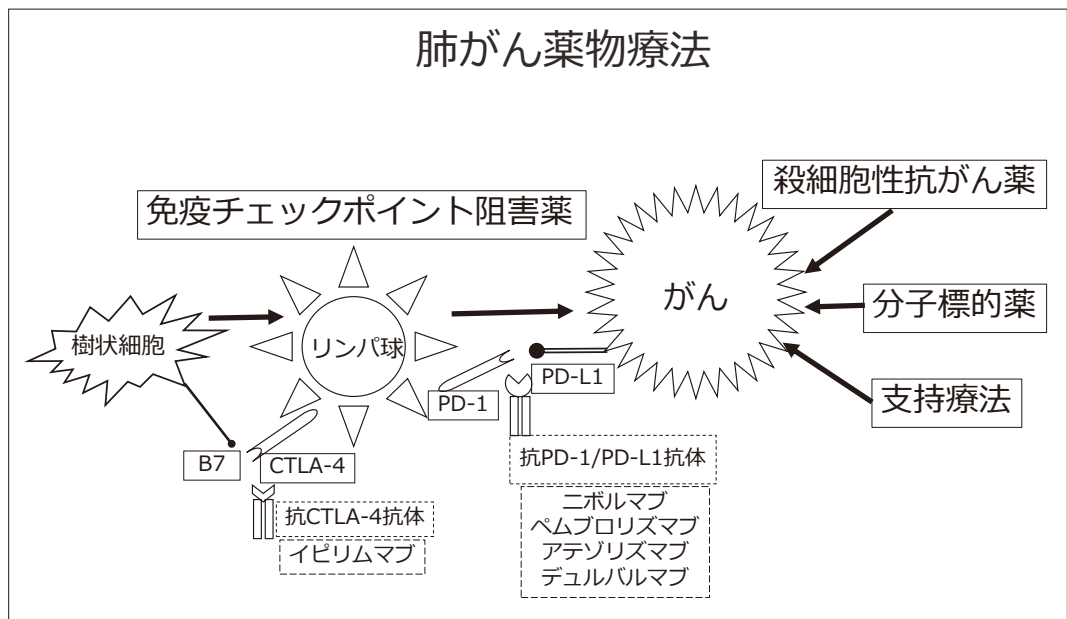 肺がん薬物療法
殺細胞性抗がん薬
免疫チェックポイント阻害薬
がん
分子標的薬
樹状細胞
リンパ球
PD-L1
PD-1
支持療法
B7
CTLA-4
抗PD-1/PD-L1抗体
抗CTLA-4抗体
イピリムマブ
ニボルマブ
ペムブロリズマブ
アテゾリズマブ
デュルバルマブ